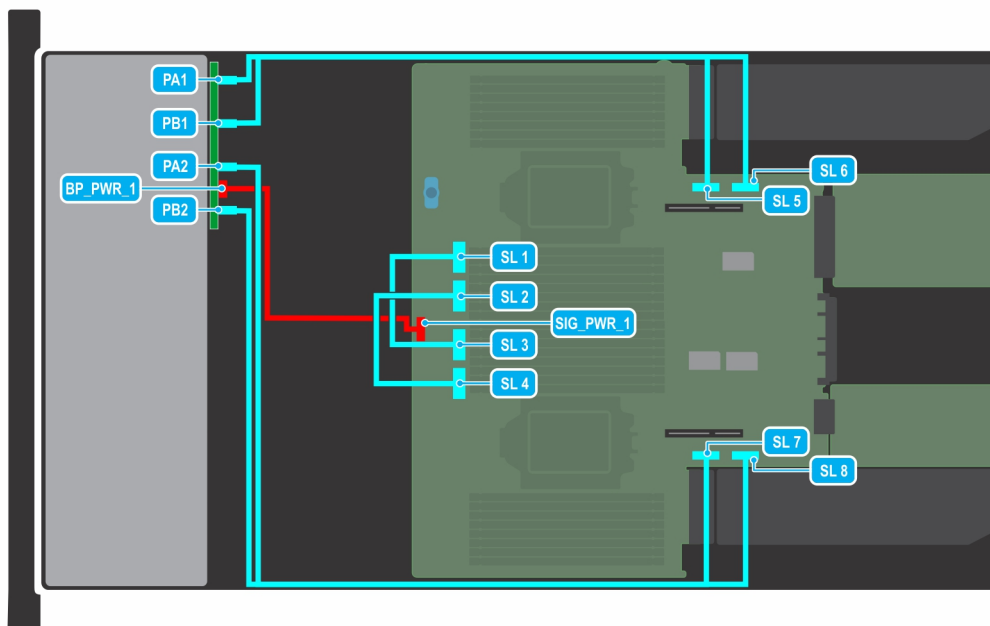 PA1
PB1
PA2
BP_PWR_1
PB2
SL 6
SL 5
SL 1
SL 2
SIG_PWR_1
SL 3
SL 4
SL 7
SL 8